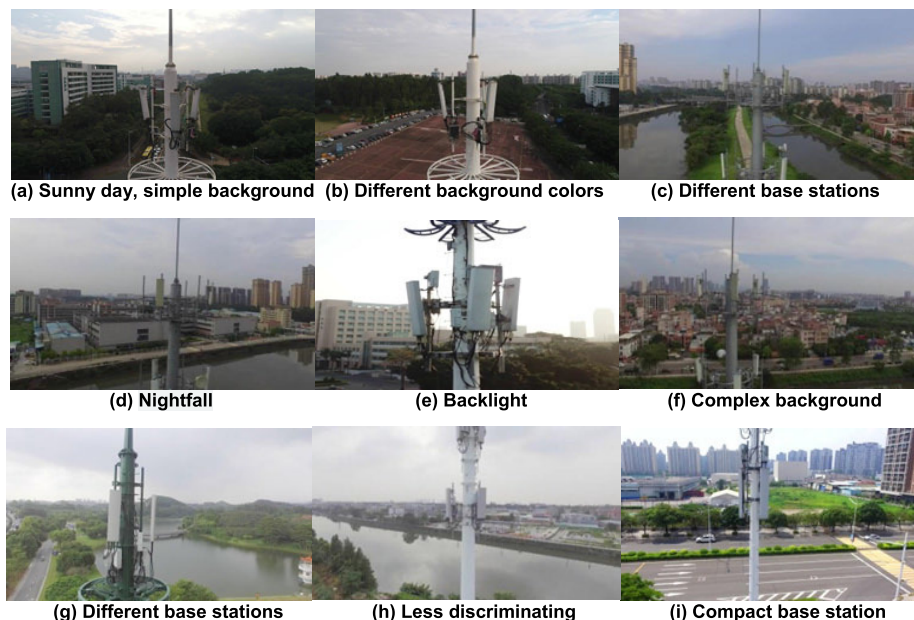 (a) Sunny day, simple background
(b) Different background colors
(c) Different base stations
(d) Nightfall
(e) Backlight
(f) Complex background
(g) Different base stations
(h) Less discriminating
(i) Compact base station